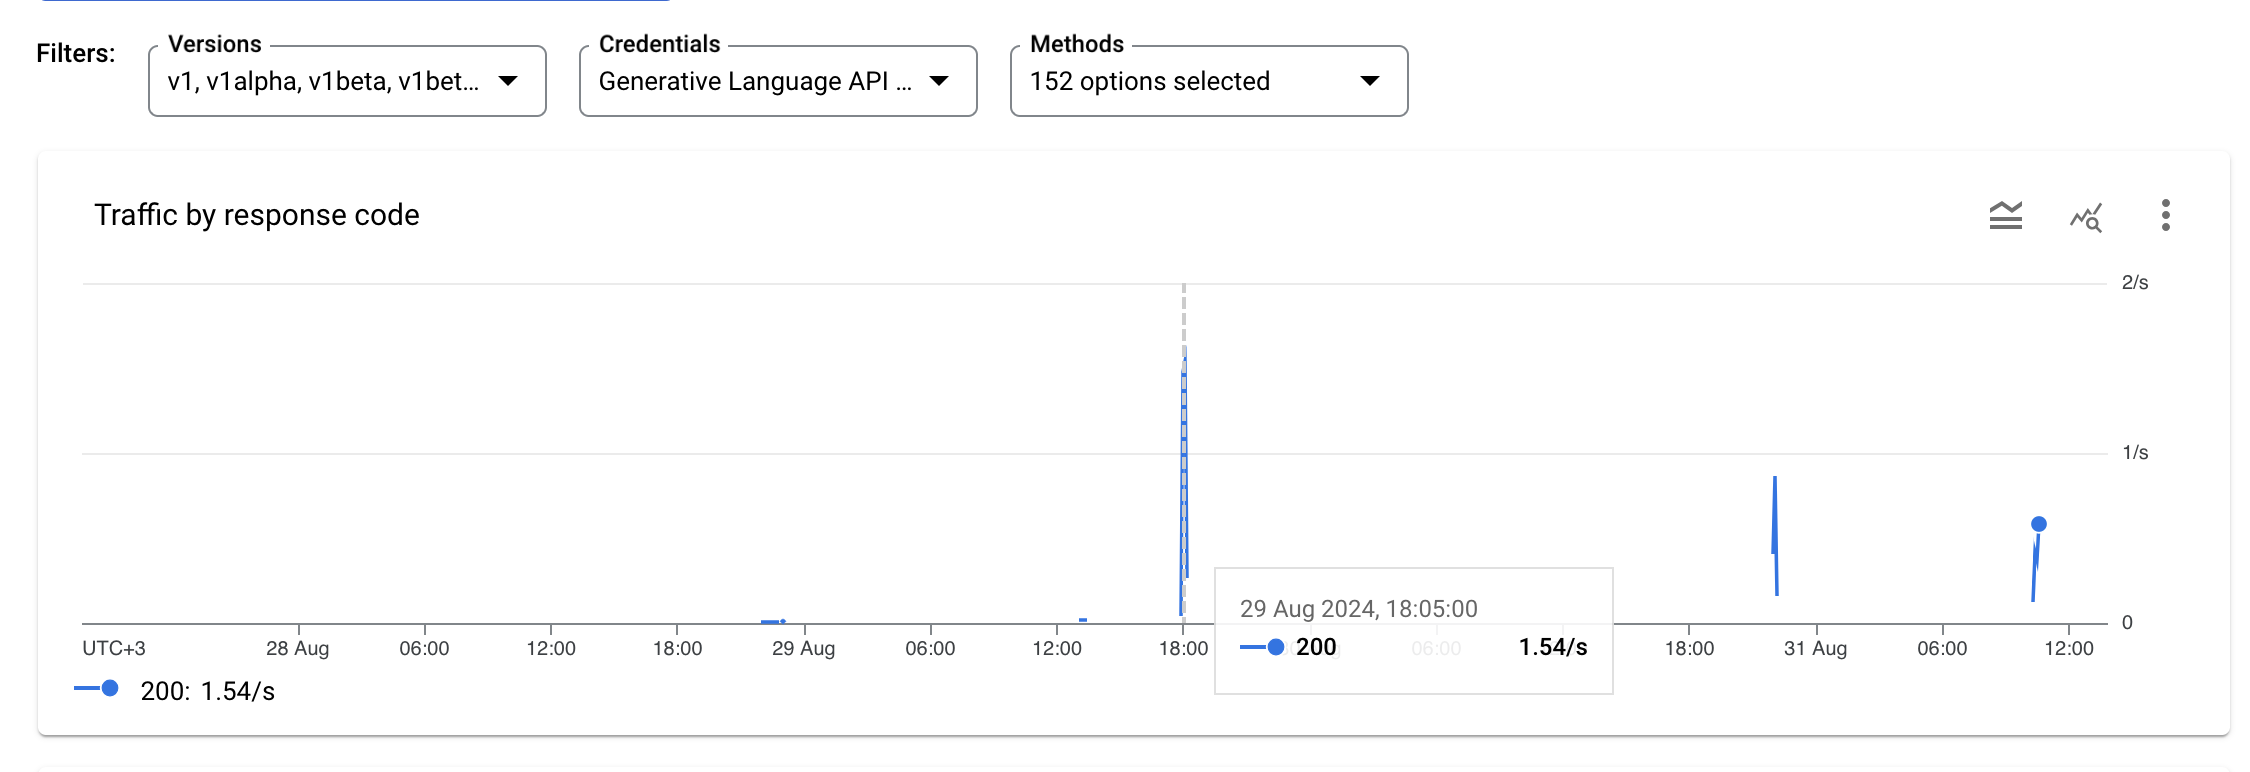 Filters:
Versions
v1, v1alpha, v1beta, v1bet...
Credentials
Generative Language API ...
Methods
152 options selected
Traffic by response code
2/s
1/s
0
UTC+3
28 Aug
06:00
12:00
18:00
29 Aug
06:00
12:00
18:00
06:00
18:00
31 Aug
06:00
12:00
29 Aug 2024, 18:05:00
200
1.54/s
200: 1.54/s